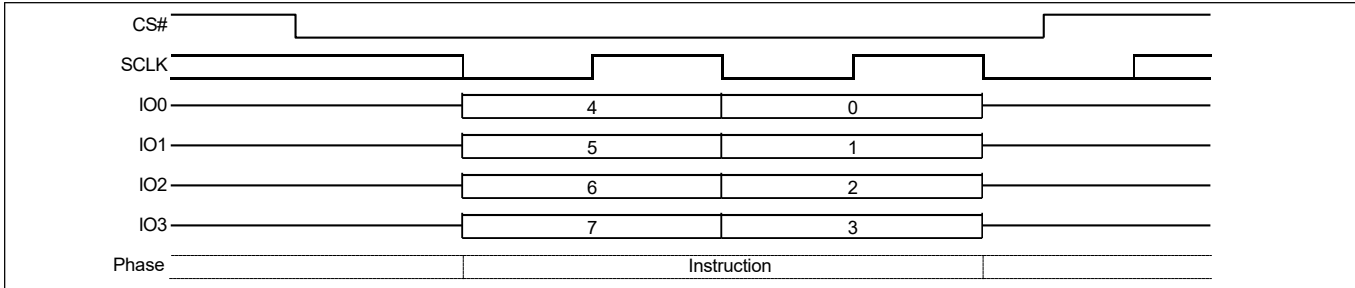 CS#
SCLK
IO0 4 0
IO1 5 1
IO2 6 2
IO3 7 3
Phase Instruction